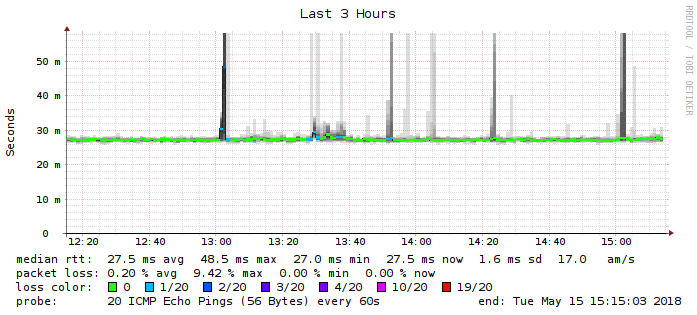 Last 3 Hours
RRDTOOL / TOBI OETIKER
Seconds
50 m
40 m
30 m
20 m
10 m
0
12:20 12:40 13:00 13:20 13:40 14:00 14:20 14:40 15:00
median rtt: 27.5 ms avg 48.5 ms max 27.0 ms min 27.5 ms now 1.6 ms sd 17.0 am/s
packet loss: 0.20 % avg 9.42 % max 0.00 % min 0.00 % now
loss color: 0 1/20 2/20 3/20 4/20 10/20 19/20
probe: 20 ICMP Echo Pings (56 Bytes) every 60s end: Tue May 15 15:15:03 2018